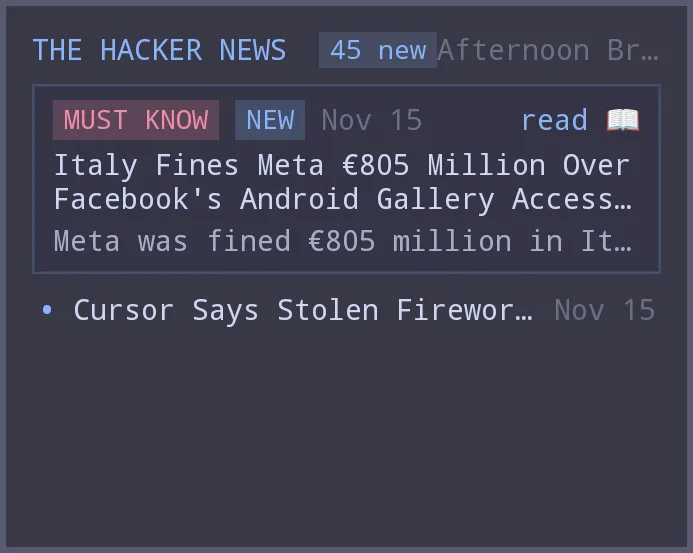 THE HACKER NEWS 45 new Afternoon Br…
MUST KNOW NEW Nov 15 read 📖
Italy Fines Meta €805 Million Over
Facebook's Android Gallery Access…
Meta was fined €805 million in It…
• Cursor Says Stolen Firewor… Nov 15